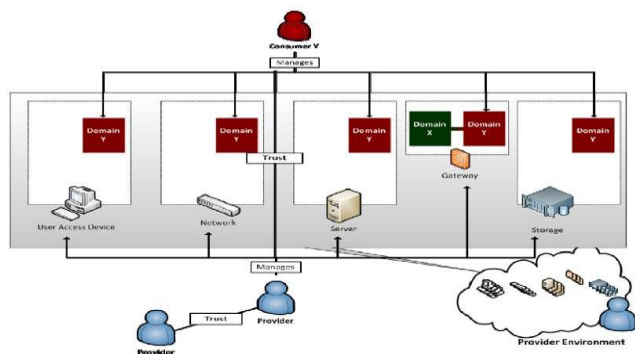 Consumer V
Manages
Domain Y
Domain Y
Domain Y
Domain X
Domain Y
Domain Y
Trust
Gateway
User Access Device
Network
Server
Storage
Manages
Provider
Trust
Provider
Provider Environment